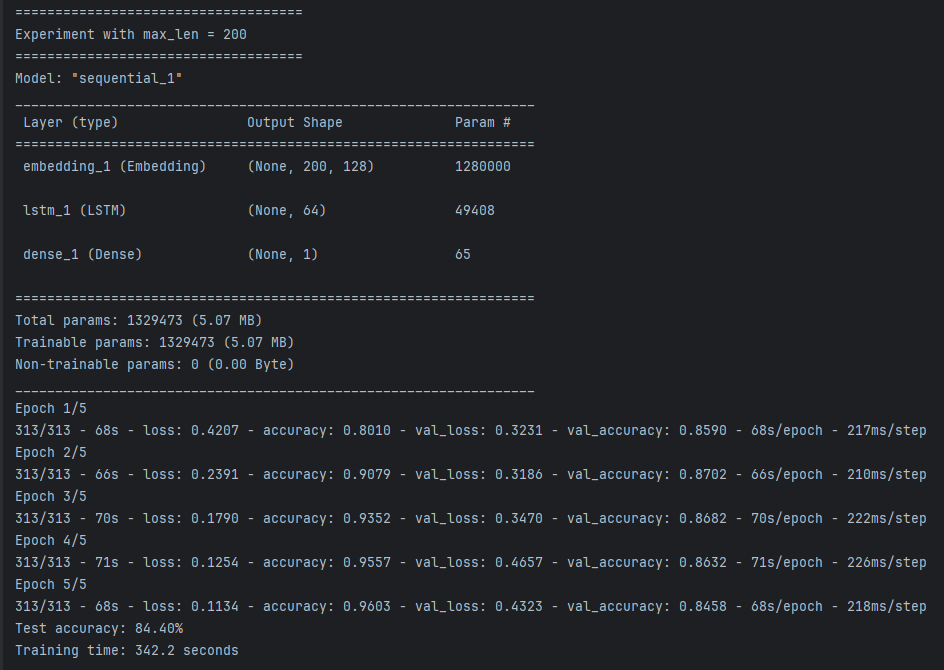 ====================================
Experiment with max_len = 200
====================================
Model: "sequential_1"
_________________________________________________________________
Layer (type) Output Shape Param #
=================================================================
embedding_1 (Embedding) (None, 200, 128) 1280000
lstm_1 (LSTM) (None, 64) 49408
dense_1 (Dense) (None, 1) 65
=================================================================
Total params: 1329473 (5.07 MB)
Trainable params: 1329473 (5.07 MB)
Non-trainable params: 0 (0.00 Byte)
_________________________________________________________________
Epoch 1/5
313/313 - 68s - loss: 0.4207 - accuracy: 0.8010 - val_loss: 0.3231 - val_accuracy: 0.8590 - 68s/epoch - 217ms/step
Epoch 2/5
313/313 - 66s - loss: 0.2391 - accuracy: 0.9079 - val_loss: 0.3186 - val_accuracy: 0.8702 - 66s/epoch - 210ms/step
Epoch 3/5
313/313 - 70s - loss: 0.1790 - accuracy: 0.9352 - val_loss: 0.3470 - val_accuracy: 0.8682 - 70s/epoch - 222ms/step
Epoch 4/5
313/313 - 71s - loss: 0.1254 - accuracy: 0.9557 - val_loss: 0.4657 - val_accuracy: 0.8632 - 71s/epoch - 226ms/step
Epoch 5/5
313/313 - 68s - loss: 0.1134 - accuracy: 0.9603 - val_loss: 0.4323 - val_accuracy: 0.8458 - 68s/epoch - 218ms/step
Test accuracy: 84.40%
Training time: 342.2 seconds